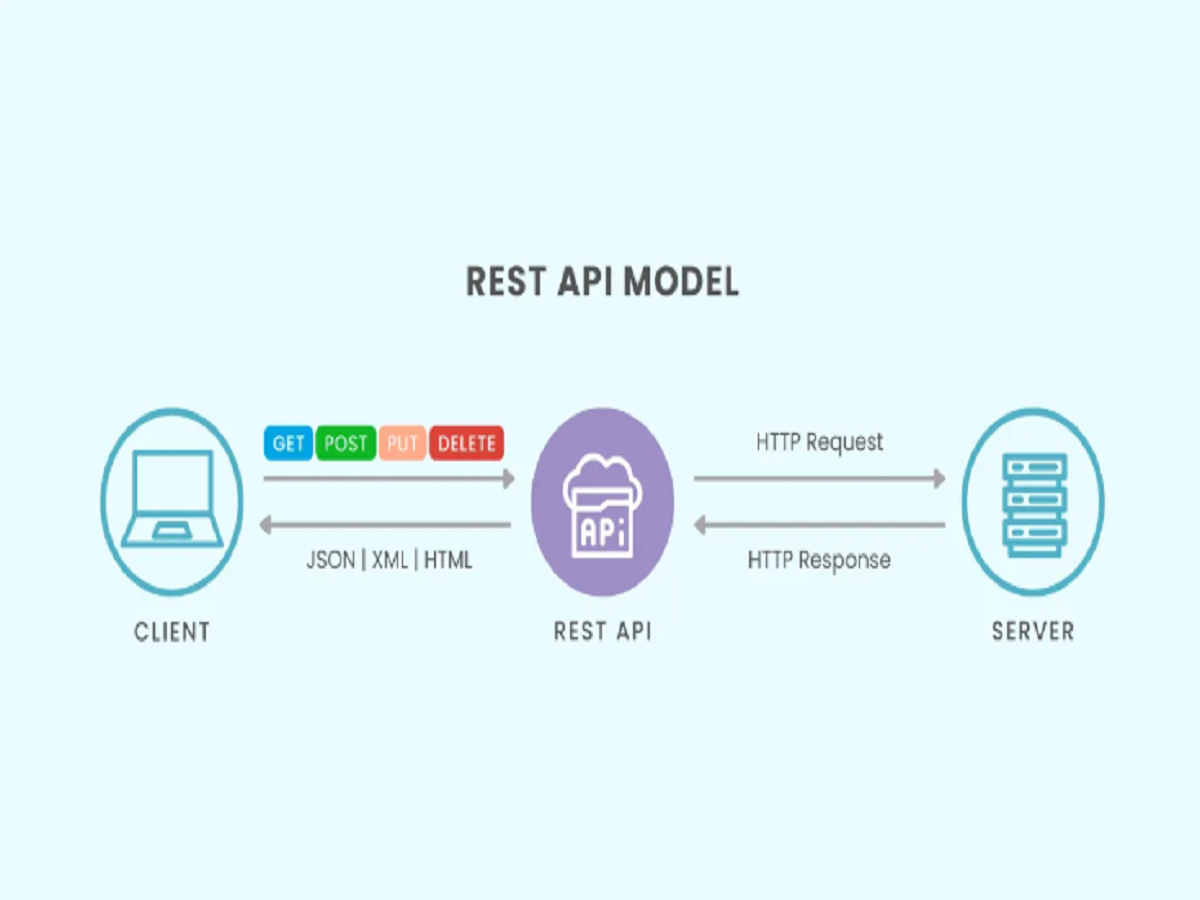 REST API MODEL
GET POST PUT DELETE
HTTP Request
APi
JSON | XML | HTML
HTTP Response
CLIENT
REST API
SERVER